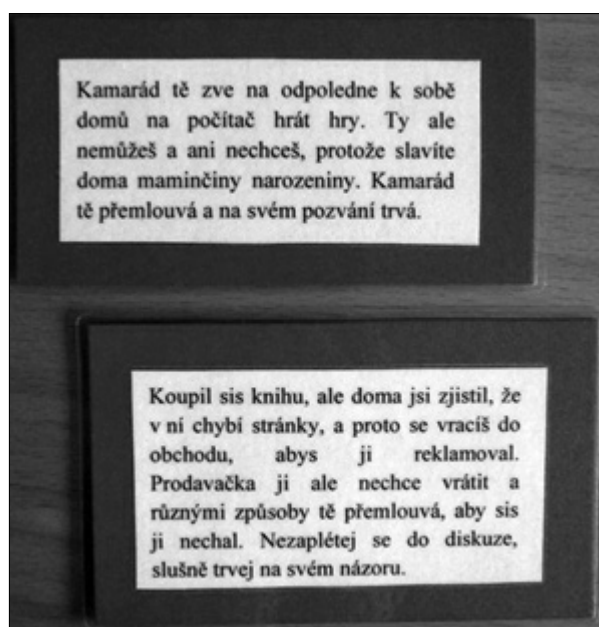 Kamarád tě zve na odpoledne k sobě
domů na počítač hrát hry. Ty ale
nemůžeš a ani nechceš, protože slavíte
doma maminčiny narozeniny. Kamarád
tě přemlouvá a na svém pozvání trvá.
Koupil sis knihu, ale doma jsi zjistil, že
v ní chybí stránky, a proto se vracíš do
obchodu, abys ji reklamoval.
Prodavačka ji ale nechce vrátit a
různými způsoby tě přemlouvá, aby sis
ji nechal. Nezaplétej se do diskuze,
slušně trvej na svém názoru.